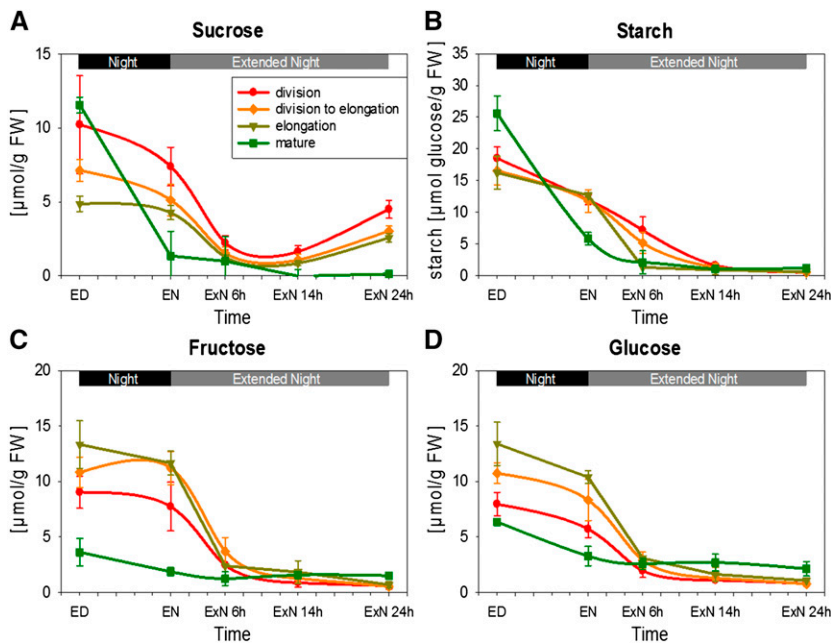 A
Sucrose
Night
Extended Night
15
10
5
0
[µmol/g FW]
division
division to elongation
elongation
mature
ED
EN
ExN 6h
ExN 14h
ExN 24h
Time
B
Starch
Night
Extended Night
35
30
25
20
15
10
5
0
starch [µmol glucose/g FW]
ED
EN
ExN 6h
ExN 14h
ExN 24h
Time
C
Fructose
Night
Extended Night
20
15
10
5
0
[µmol/g FW]
ED
EN
ExN 6h
ExN 14h
ExN 24h
Time
D
Glucose
Night
Extended Night
20
15
10
5
0
[µmol/g FW]
ED
EN
ExN 6h
ExN 14h
ExN 24h
Time